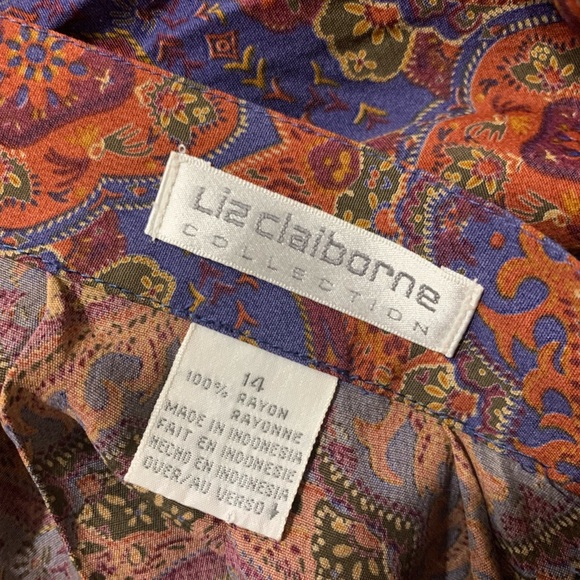 Liz claiborne
COLLECTION
14
100% RAYON
RAYONNE
MADE IN INDONESIA
FAIT EN INDONESIE
HECHO EN INDONESIA
OVER/AU VERSO↓